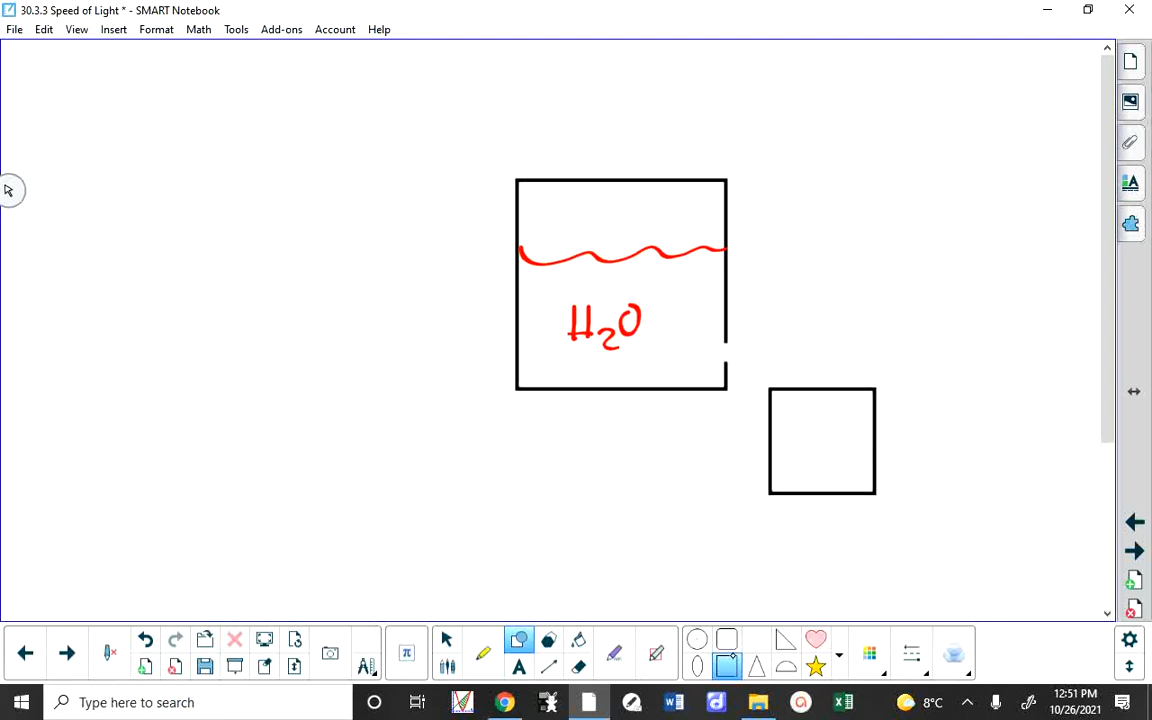 30.3.3 Speed of Light * - SMART Notebook
File Edit View Insert Format Math Tools Add-ons Account Help
H₂O
π
A
A
Type here to search
8°C
12:51 PM
10/26/2021